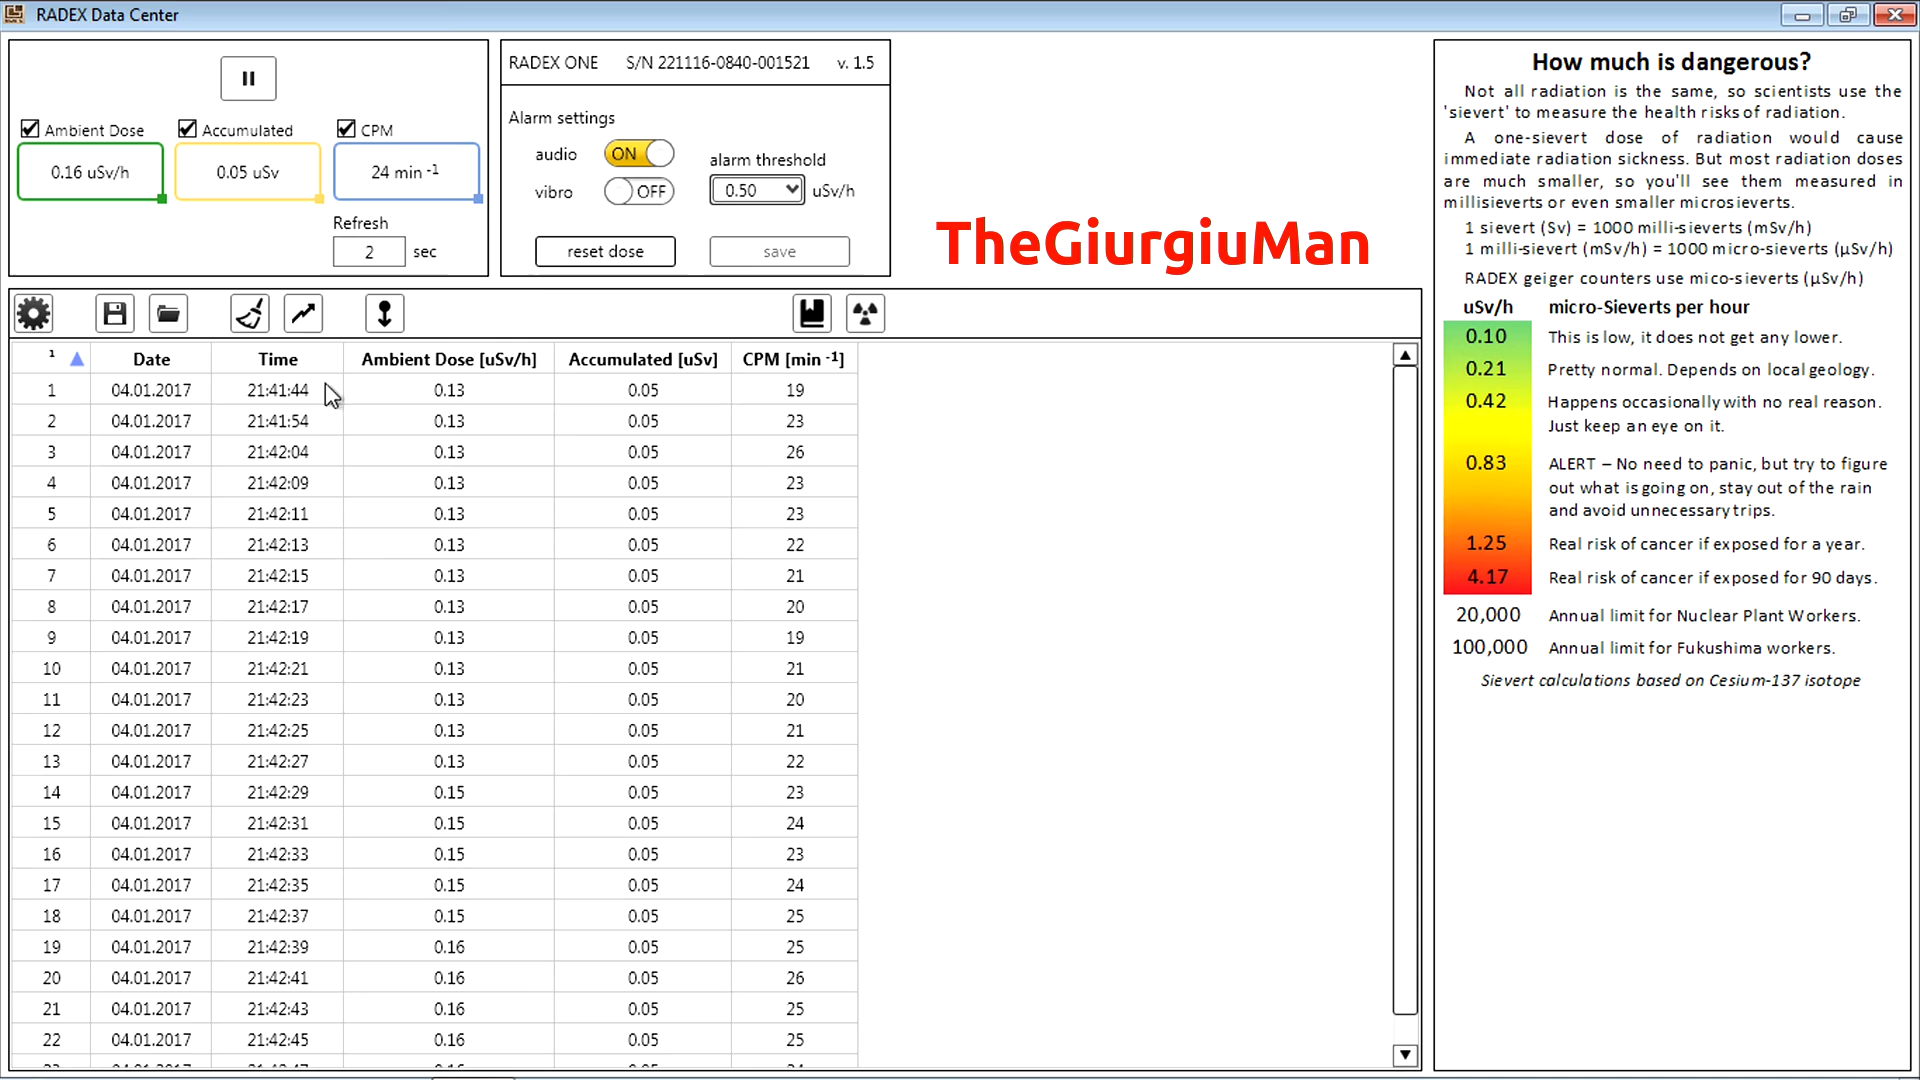 RADEX Data Center
Ambient Dose Accumulated CPM
0.16 uSv/h 0.05 uSv 24 min -1
Refresh
2 sec
RADEX ONE S/N 221116-0840-001521 v. 1.5
Alarm settings
audio ON alarm threshold
vibro OFF 0.50 uSv/h
reset dose save
TheGiurgiuMan
1 Date Time Ambient Dose [uSv/h] Accumulated [uSv] CPM [min -1]
1 04.01.2017 21:41:44 0.13 0.05 19
2 04.01.2017 21:41:54 0.13 0.05 23
3 04.01.2017 21:42:04 0.13 0.05 26
4 04.01.2017 21:42:09 0.13 0.05 23
5 04.01.2017 21:42:11 0.13 0.05 23
6 04.01.2017 21:42:13 0.13 0.05 22
7 04.01.2017 21:42:15 0.13 0.05 21
8 04.01.2017 21:42:17 0.13 0.05 20
9 04.01.2017 21:42:19 0.13 0.05 19
10 04.01.2017 21:42:21 0.13 0.05 21
11 04.01.2017 21:42:23 0.13 0.05 20
12 04.01.2017 21:42:25 0.13 0.05 21
13 04.01.2017 21:42:27 0.13 0.05 22
14 04.01.2017 21:42:29 0.15 0.05 23
15 04.01.2017 21:42:31 0.15 0.05 24
16 04.01.2017 21:42:33 0.15 0.05 23
17 04.01.2017 21:42:35 0.15 0.05 24
18 04.01.2017 21:42:37 0.15 0.05 25
19 04.01.2017 21:42:39 0.16 0.05 25
20 04.01.2017 21:42:41 0.16 0.05 26
21 04.01.2017 21:42:43 0.16 0.05 25
22 04.01.2017 21:42:45 0.16 0.05 25
How much is dangerous?
Not all radiation is the same, so scientists use the
'sievert' to measure the health risks of radiation.
A one-sievert dose of radiation would cause
immediate radiation sickness. But most radiation doses
are much smaller, so you'll see them measured in
millisieverts or even smaller microsieverts.
1 sievert (Sv) = 1000 milli-sieverts (mSv/h)
1 milli-sievert (mSv/h) = 1000 micro-sieverts (µSv/h)
RADEX geiger counters use mico-sieverts (µSv/h)
uSv/h micro-Sieverts per hour
0.10 This is low, it does not get any lower.
0.21 Pretty normal. Depends on local geology.
0.42 Happens occasionally with no real reason.
Just keep an eye on it.
0.83 ALERT – No need to panic, but try to figure
out what is going on, stay out of the rain
and avoid unnecessary trips.
1.25 Real risk of cancer if exposed for a year.
4.17 Real risk of cancer if exposed for 90 days.
20,000 Annual limit for Nuclear Plant Workers.
100,000 Annual limit for Fukushima workers.
Sievert calculations based on Cesium-137 isotope